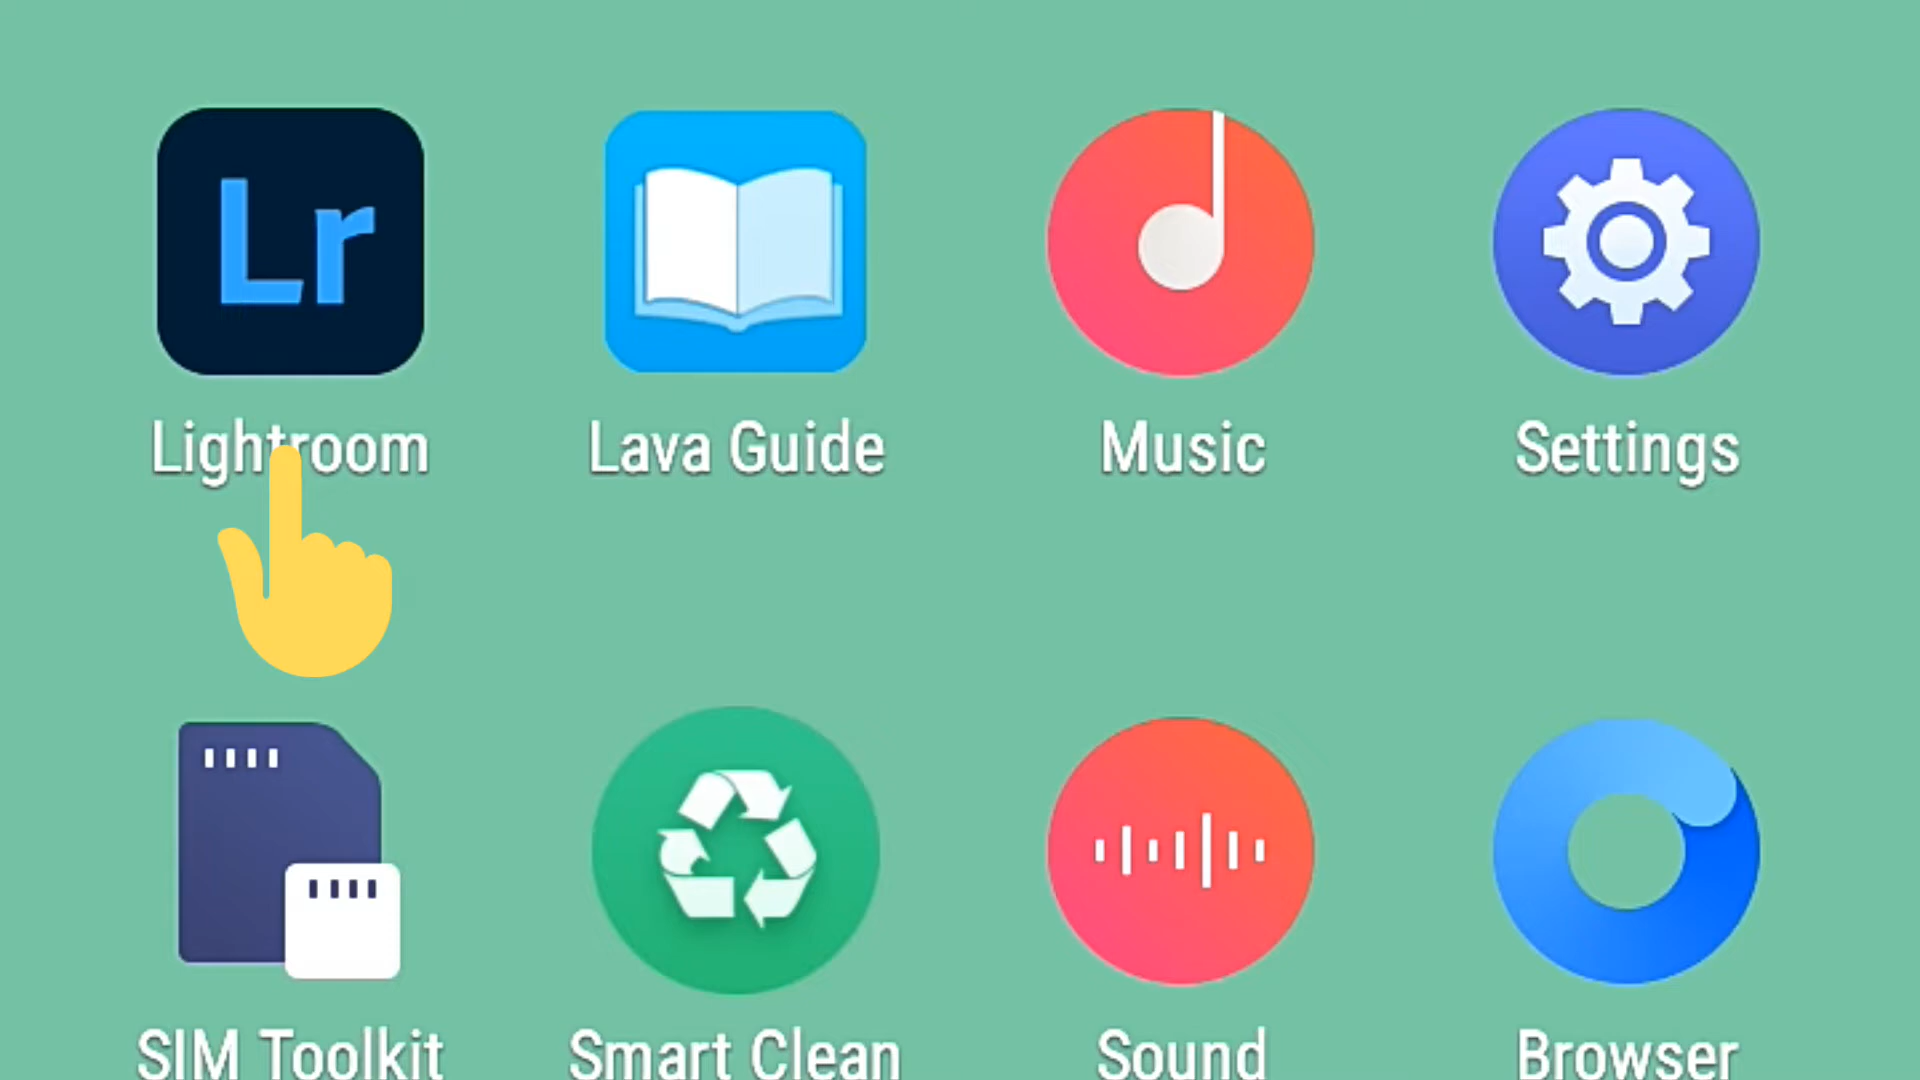 Lr
Lightroom
Lava Guide
Music
Settings
SIM Toolkit
Smart Clean
Sound
Browser